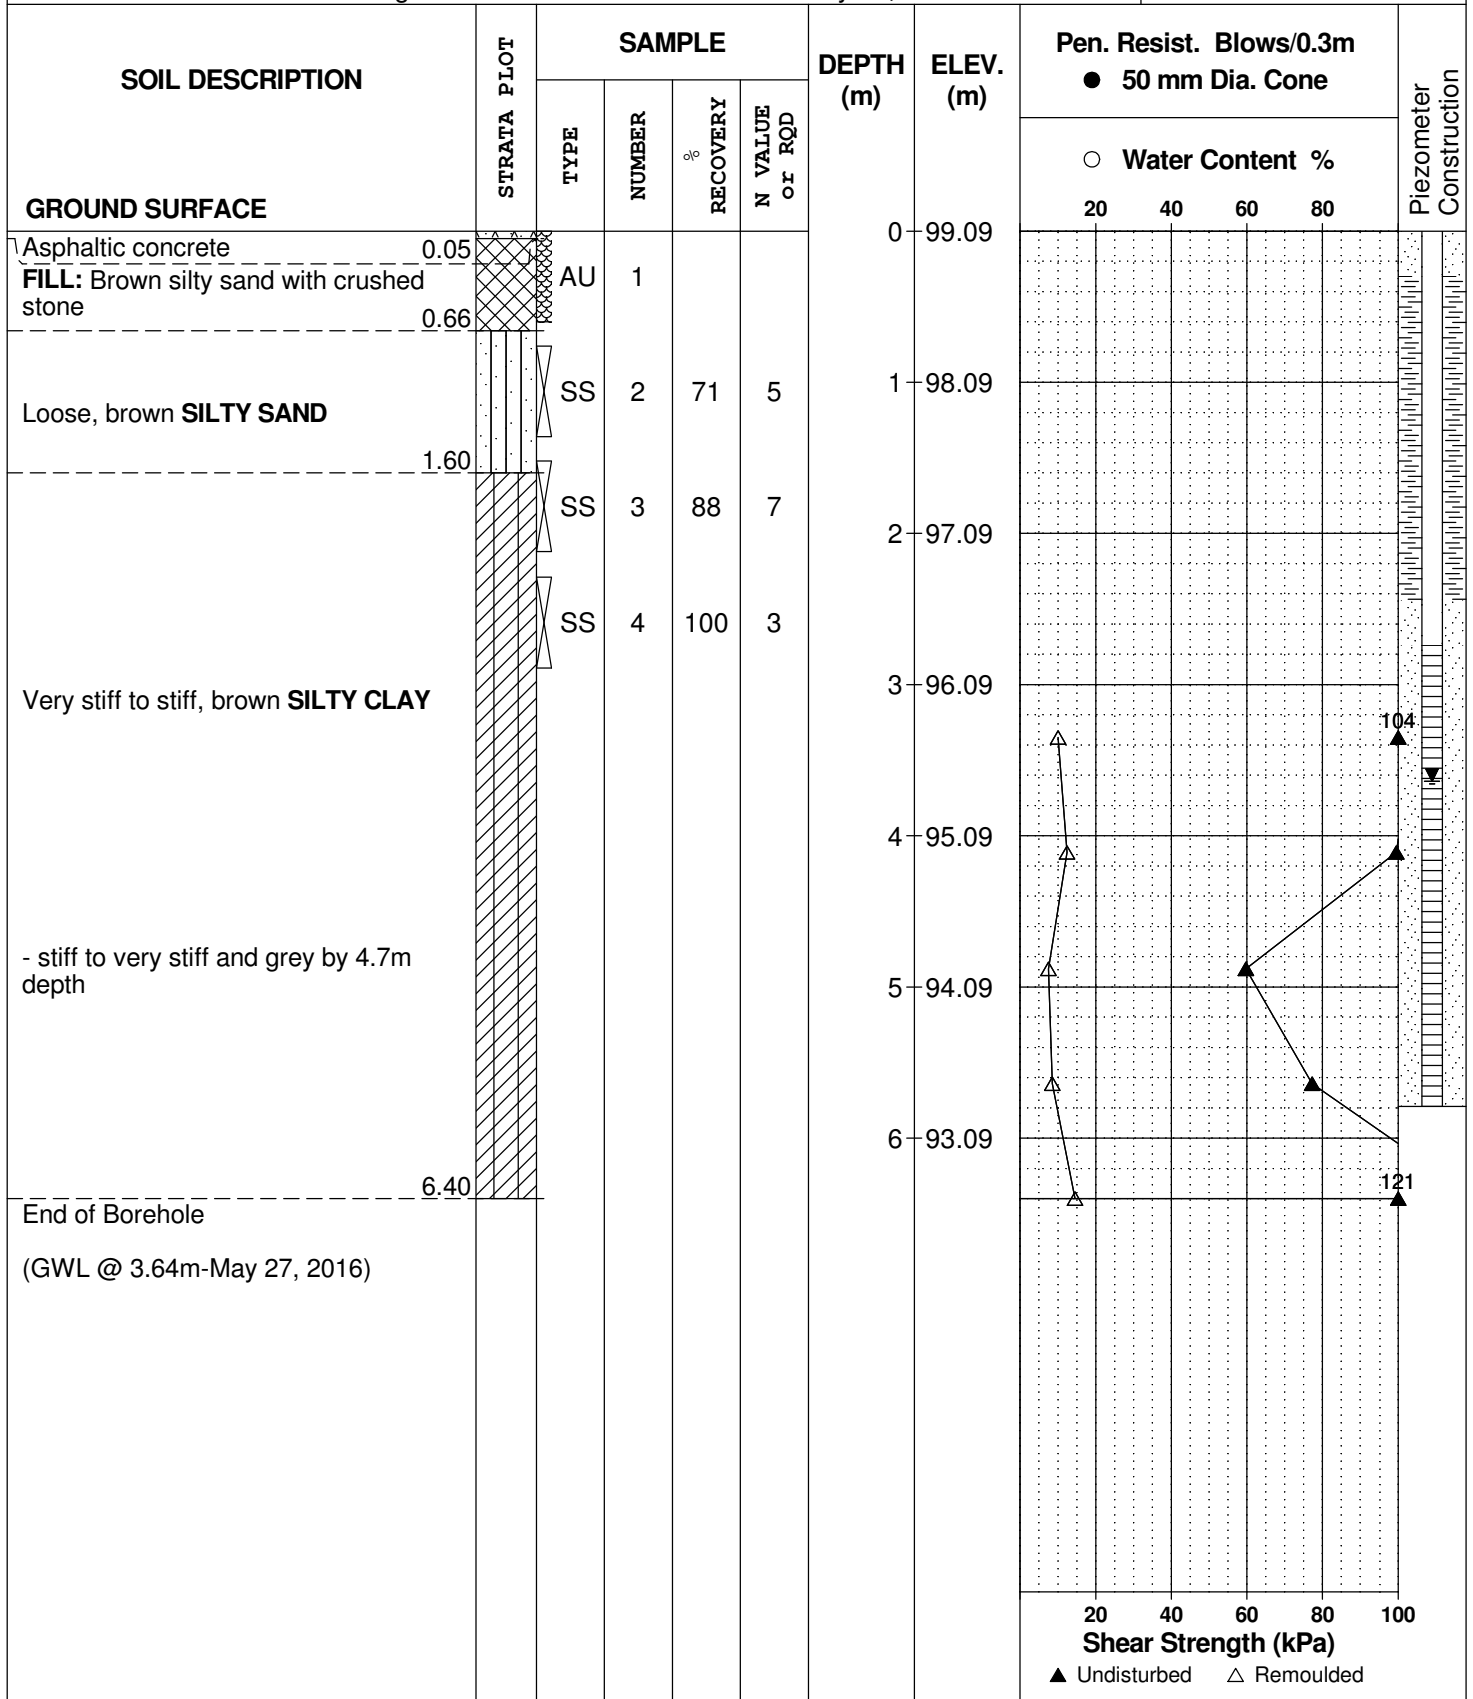 SOIL DESCRIPTION
GROUND SURFACE
STRATA PLOT
SAMPLE
TYPE
NUMBER
%
RECOVERY
N VALUE
or RQD
DEPTH
(m)
ELEV.
(m)
Pen. Resist. Blows/0.3m
● 50 mm Dia. Cone
○ Water Content %
20 40 60 80
Piezometer
Construction
0 99.09
Asphaltic concrete 0.05
FILL: Brown silty sand with crushed
stone
0.66
AU 1
Loose, brown SILTY SAND
1.60
SS 2 71 5
1 98.09
SS 3 88 7
2 97.09
SS 4 100 3
3 96.09
Very stiff to stiff, brown SILTY CLAY
104
4 95.09
- stiff to very stiff and grey by 4.7m
depth
5 94.09
6 93.09
6.40
121
End of Borehole
(GWL @ 3.64m-May 27, 2016)
20 40 60 80 100
Shear Strength (kPa)
▲ Undisturbed △ Remoulded